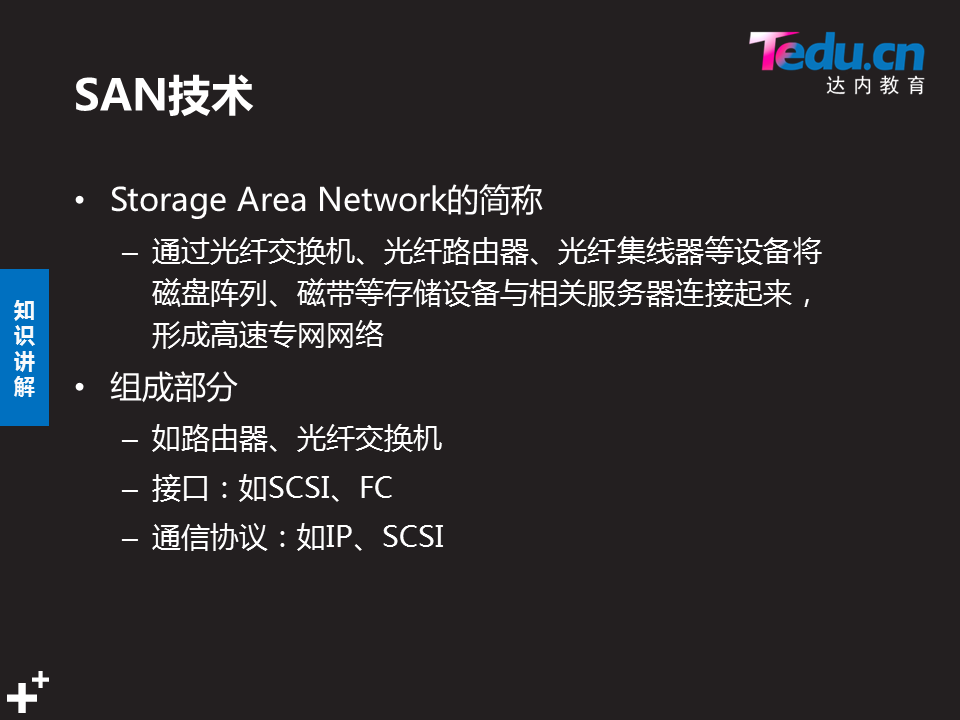 Tedu.cn
达内教育
SAN技术
• Storage Area Network的简称
– 通过光纤交换机、光纤路由器、光纤集线器等设备将
磁盘阵列、磁带等存储设备与相关服务器连接起来，
形成高速专网网络
• 组成部分
– 如路由器、光纤交换机
– 接口：如SCSI、FC
– 通信协议：如IP、SCSI
知识讲解